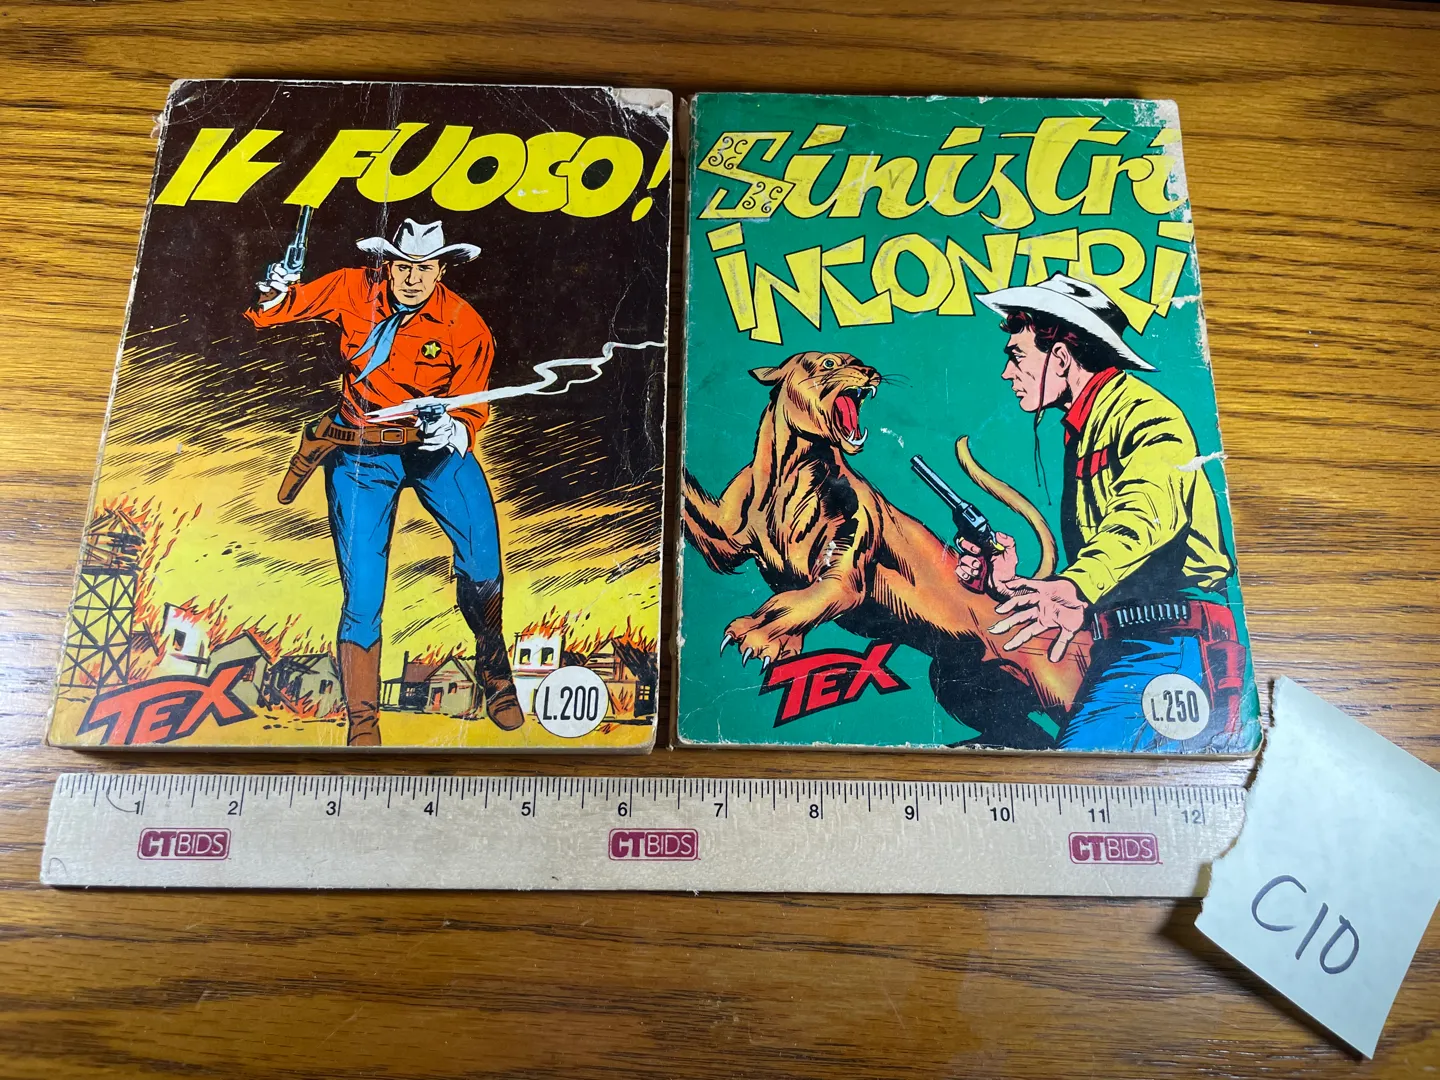 IL FUOCO!
TEX
L.200
Sinistri
INCONTRI
TEX
L.250
1 2 3 4 5 6 7 8 9 10 11 12
CTBIDS CTBIDS CTBIDS
C10